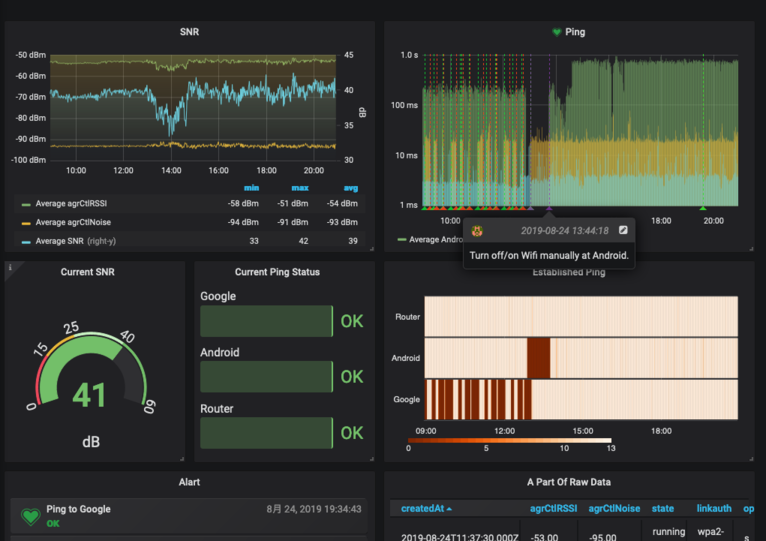 SNR
-50 dBm
-60 dBm
-70 dBm
-80 dBm
-90 dBm
-100 dBm
45
40
35
30
dB
10:00 12:00 14:00 16:00 18:00 20:00
min max avg
Average agrCtlRSSI -58 dBm -51 dBm -54 dBm
Average agrCtlNoise -94 dBm -91 dBm -93 dBm
Average SNR (right-y) 33 42 39
Ping
1.0 s
100 ms
10 ms
1 ms
10:00 18:00 20:00
2019-08-24 13:44:18
Turn off/on Wifi manually at Android.
Current SNR
0 15 25 40 60
41
dB
Current Ping Status
Google
OK
Android
OK
Router
OK
Established Ping
Router
Android
Google
09:00 12:00 15:00 18:00
0 5 10 13
Alart
Ping to Google
OK
8月 24, 2019 19:34:43
A Part Of Raw Data
createdAt agrCtlRSSI agrCtlNoise state linkauth op
2019-08-24T11:37:30.000Z -53.00 -95.00 running wpa2- s